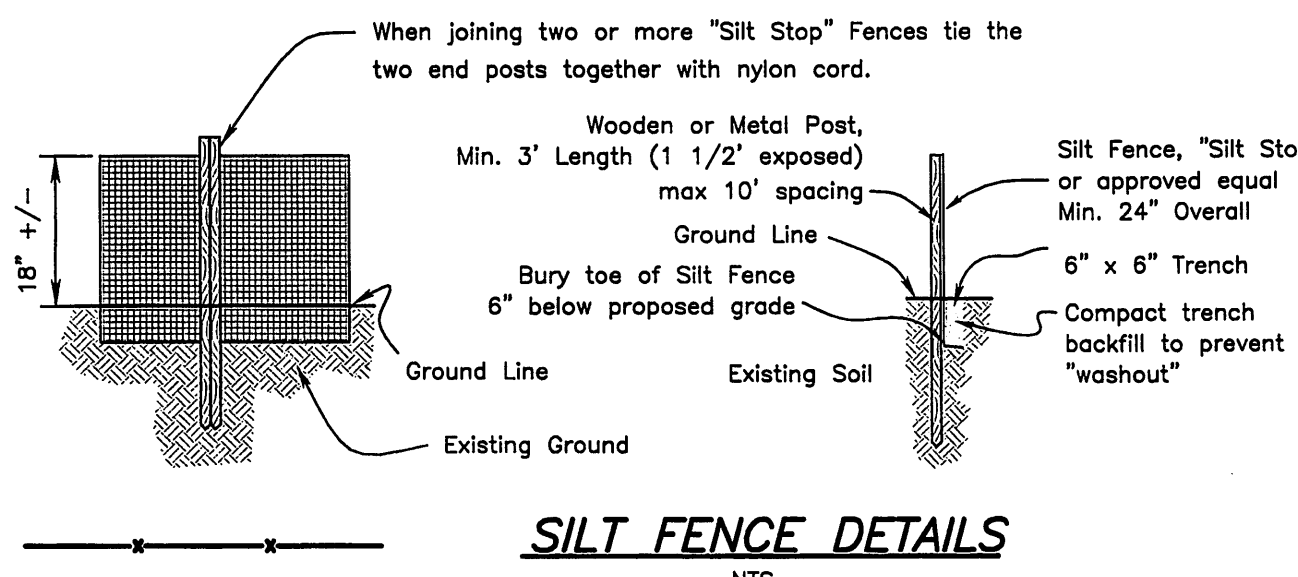 When joining two or more "Silt Stop" Fences tie the
two end posts together with nylon cord.
Wooden or Metal Post,
Min. 3' Length (1 1/2' exposed)
max 10' spacing
Silt Fence, "Silt Sto
or approved equal
Min. 24" Overall
18" +/-
Ground Line
6" x 6" Trench
Bury toe of Silt Fence
6" below proposed grade
Compact trench
backfill to prevent
"washout"
Ground Line
Existing Soil
Existing Ground
x x
SILT FENCE DETAILS
NTS